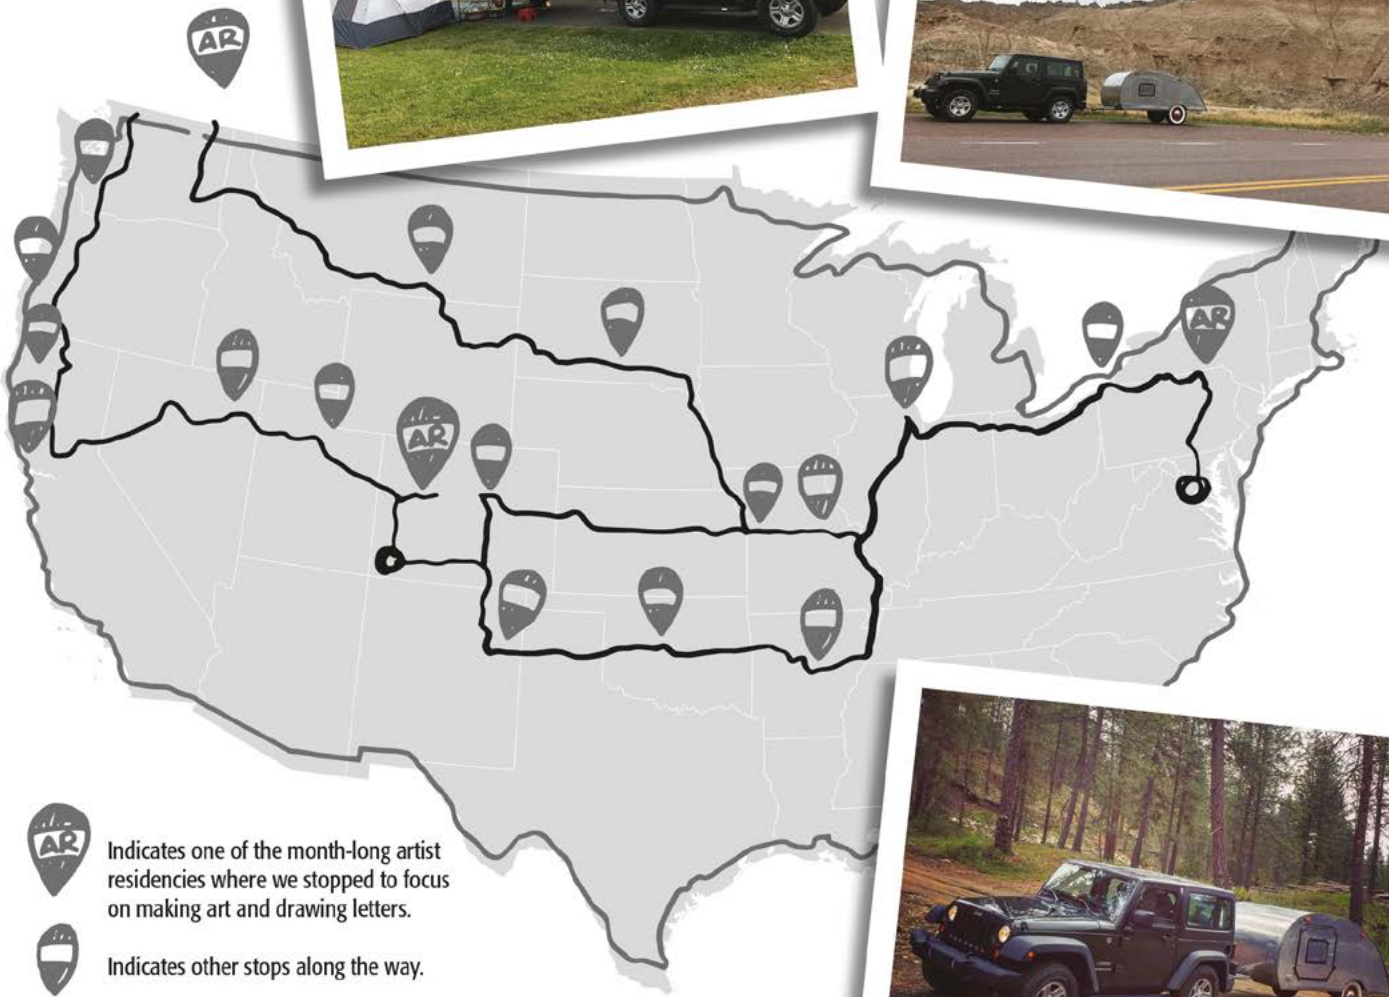 AR
AR
AR
AR
Indicates one of the month-long artist
residencies where we stopped to focus
on making art and drawing letters.
Indicates other stops along the way.